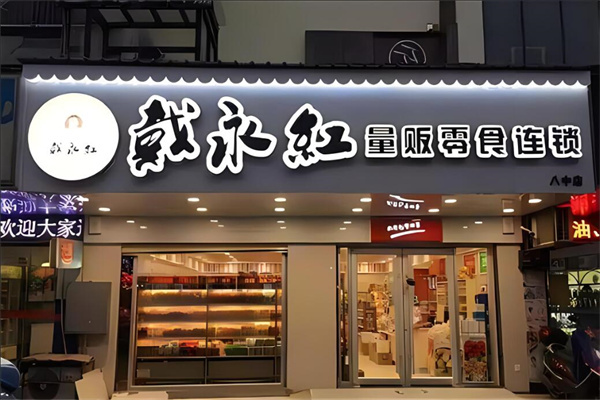 戴永红
戴永紅 量贩零食连锁
八中店
欢迎大家
油